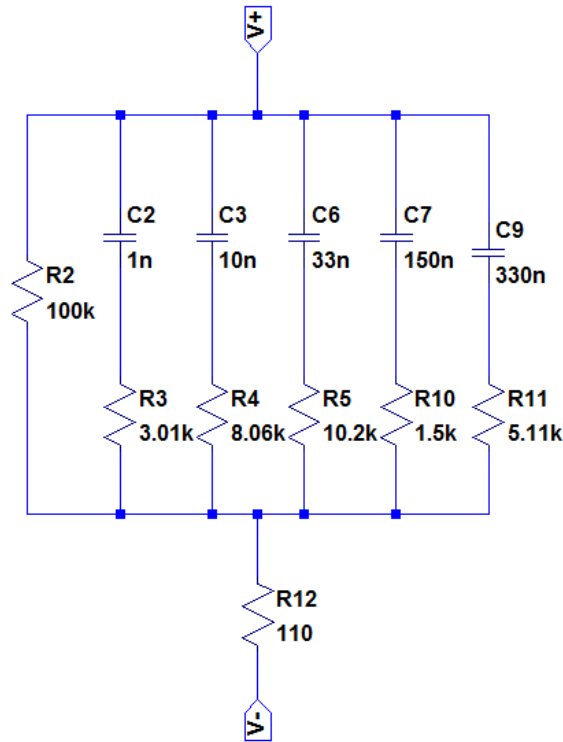 V+
C2
1n
C3
10n
C6
33n
C7
150n
C9
330n
R2
100k
R3
3.01k
R4
8.06k
R5
10.2k
R10
1.5k
R11
5.11k
R12
110
V-